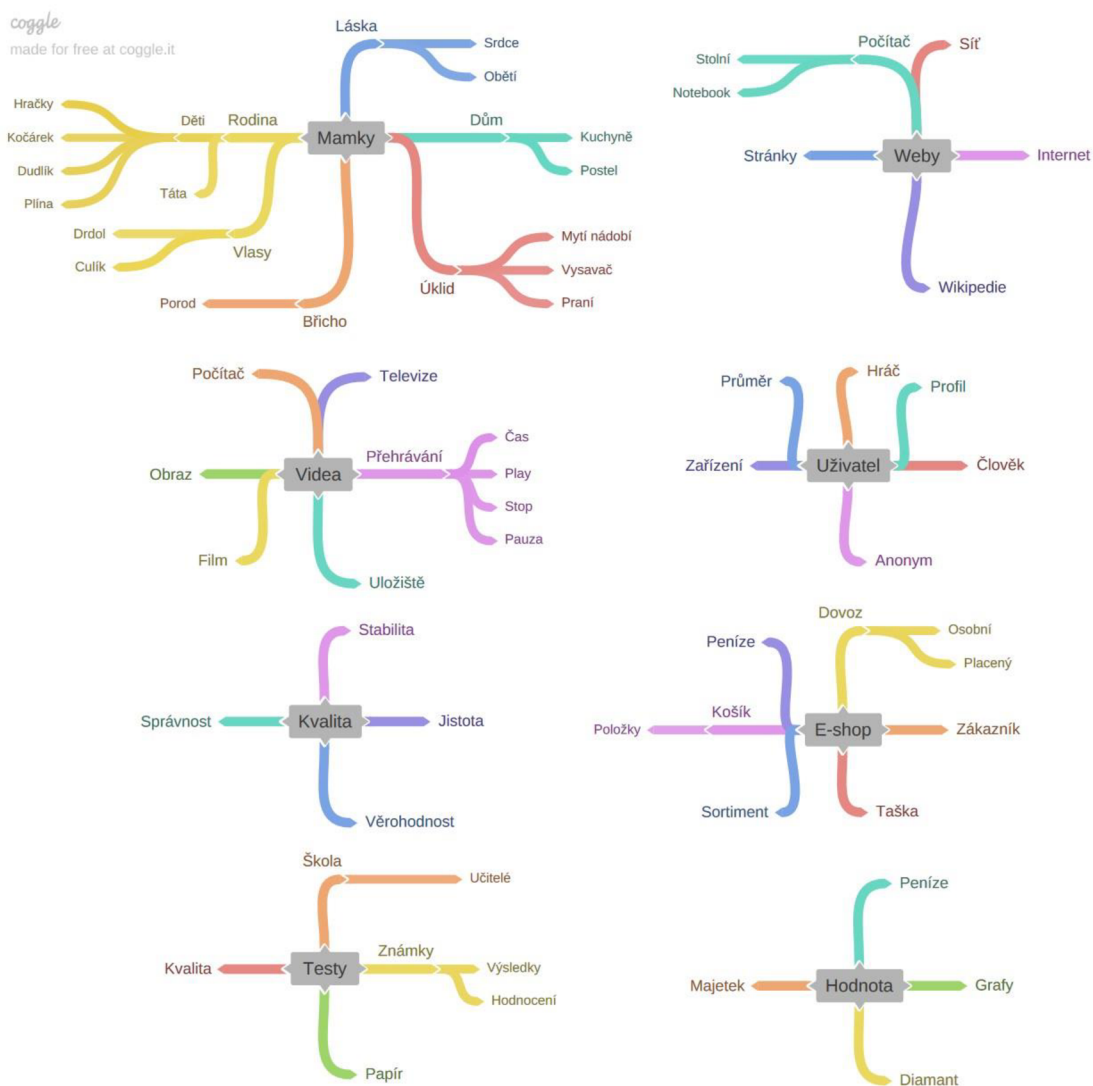 coggle
made for free at coggle.it
Láska
Srdce
Obětí
Hračky
Kočárek
Dudlík
Plína
Děti
Rodina
Táta
Mamky
Dům
Kuchyně
Postel
Drdol
Culík
Vlasy
Úklid
Mytí nádobí
Vysavač
Praní
Porod
Břicho
Počítač
Síť
Stolní
Notebook
Stránky
Weby
Internet
Wikipedie
Počítač
Televize
Obraz
Videa
Přehrávání
Čas
Play
Stop
Pauza
Film
Uložiště
Průměr
Hráč
Profil
Zařízení
Uživatel
Člověk
Anonym
Stabilita
Správnost
Kvalita
Jistota
Věrohodnost
Dovoz
Osobní
Placený
Peníze
Položky
Košík
E-shop
Zákazník
Sortiment
Taška
Škola
Učitelé
Kvalita
Testy
Známky
Výsledky
Hodnocení
Papír
Peníze
Majetek
Hodnota
Grafy
Diamant